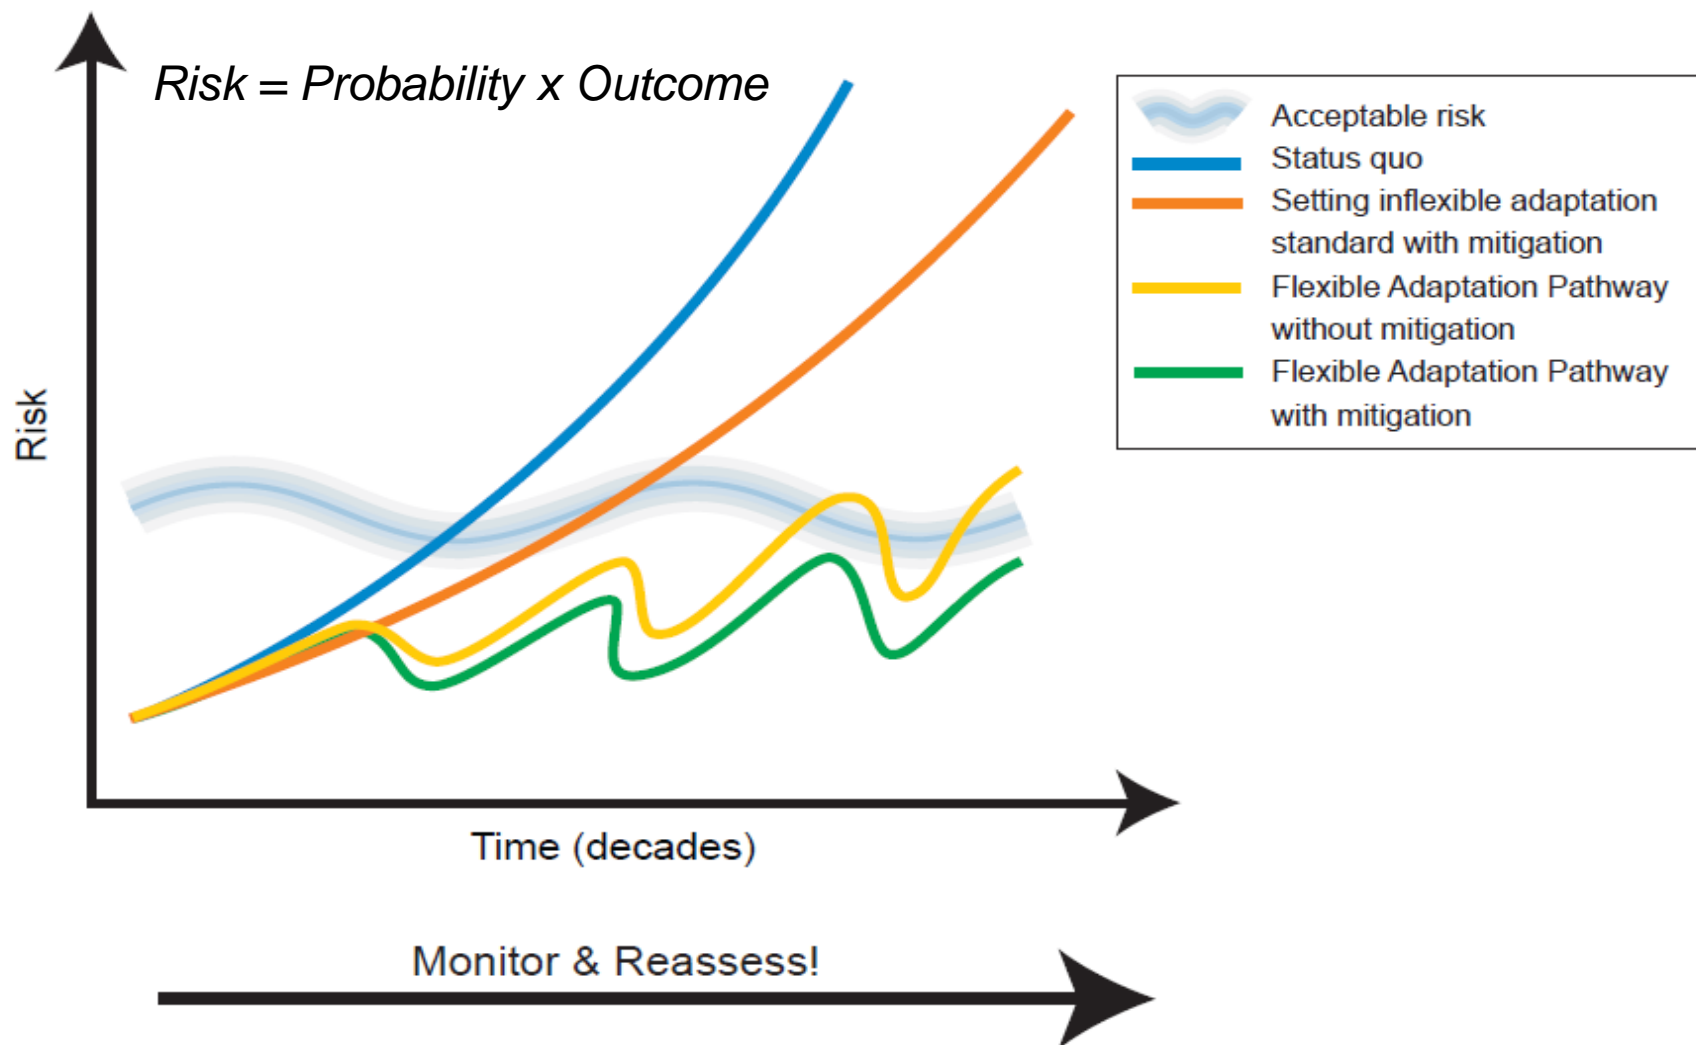 Risk = Probability x Outcome
Acceptable risk
Status quo
Setting inflexible adaptation
standard with mitigation
Flexible Adaptation Pathway
without mitigation
Flexible Adaptation Pathway
with mitigation
Risk
Time (decades)
Monitor & Reassess!